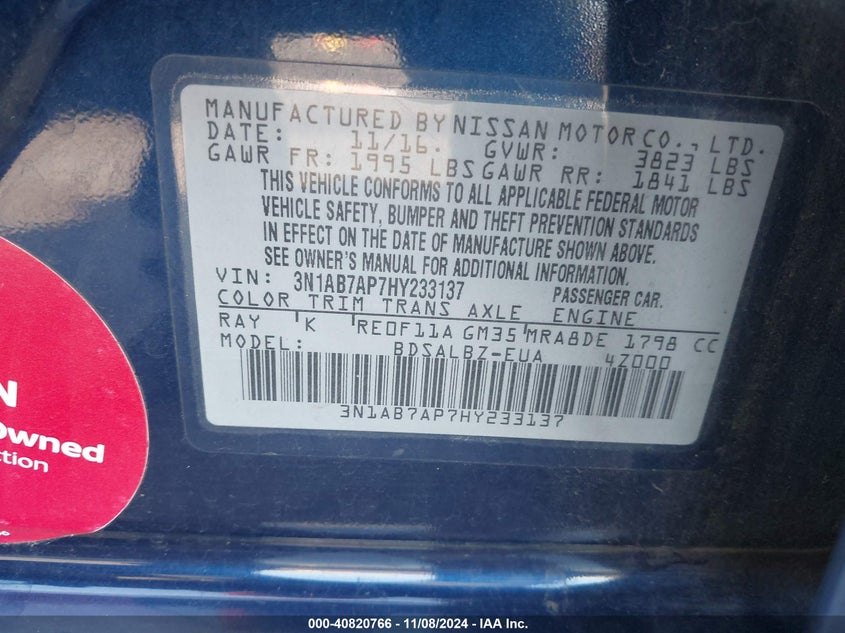 MANUFACTURED BY NISSAN MOTOR CO., LTD.
DATE: 11/16. GVWR: 3823 LBS
GAWR FR: 1995 LBS GAWR RR: 1841 LBS
THIS VEHICLE CONFORMS TO ALL APPLICABLE FEDERAL MOTOR
VEHICLE SAFETY, BUMPER AND THEFT PREVENTION STANDARDS
IN EFFECT ON THE DATE OF MANUFACTURE SHOWN ABOVE.
SEE OWNER'S MANUAL FOR ADDITIONAL INFORMATION.
VIN: 3N1AB7AP7HY233137 PASSENGER CAR.
COLOR TRIM TRANS AXLE ENGINE
RAY K RE0F11A GM35 MRA8DE 1798 CC
MODEL: BDSALBZ-EUA 4Z000
3N1AB7AP7HY233137
N
Owned
ction
000-40820766 - 11/08/2024 - IAA Inc.